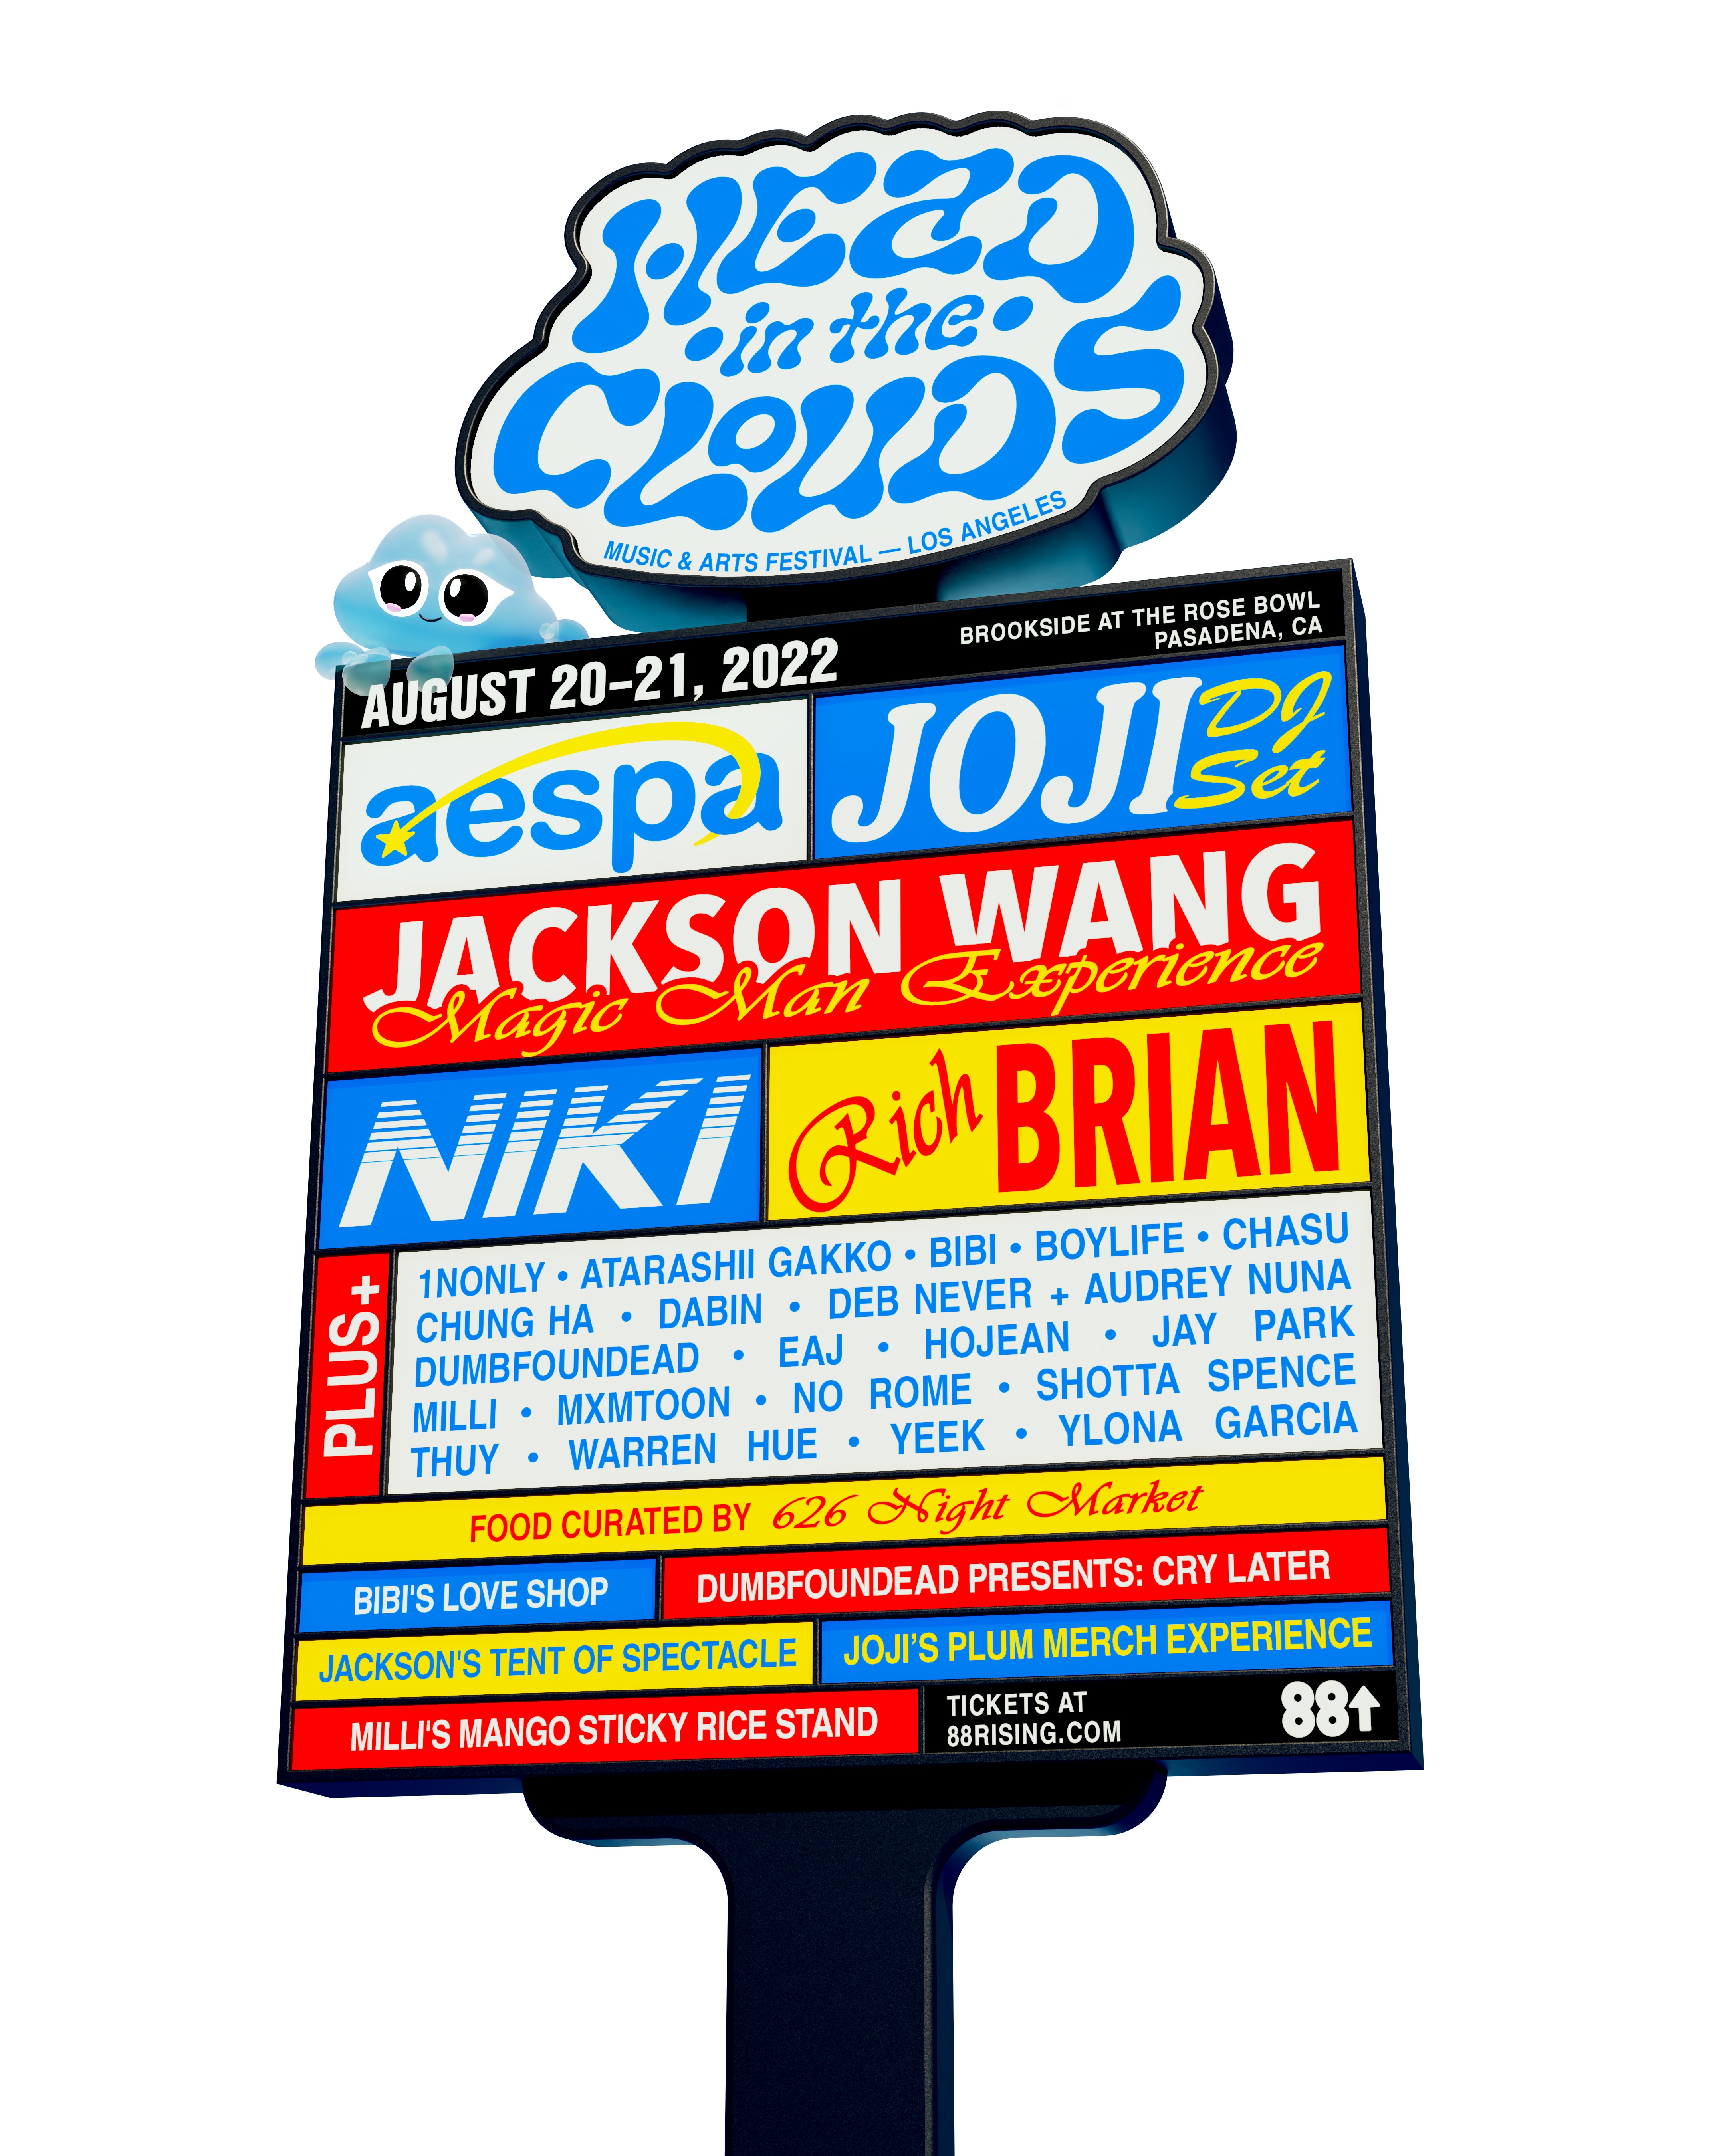 HEAD
in the
CLOUDS
MUSIC & ARTS FESTIVAL — LOS ANGELES
AUGUST 20–21, 2022
BROOKSIDE AT THE ROSE BOWL
PASADENA, CA
aespa
JOJI DJ Set
JACKSON WANG
Magic Man Experience
NIKI
Rich BRIAN
PLUS+
1NONLY • ATARASHII GAKKO • BIBI • BOYLIFE • CHASU
CHUNG HA • DABIN • DEB NEVER + AUDREY NUNA
DUMBFOUNDEAD • EAJ • HOJEAN • JAY PARK
MILLI • MXMTOON • NO ROME • SHOTTA SPENCE
THUY • WARREN HUE • YEEK • YLONA GARCIA
FOOD CURATED BY 626 Night Market
BIBI'S LOVE SHOP
DUMBFOUNDEAD PRESENTS: CRY LATER
JACKSON'S TENT OF SPECTACLE
JOJI’S PLUM MERCH EXPERIENCE
MILLI'S MANGO STICKY RICE STAND
TICKETS AT
88RISING.COM
88↑